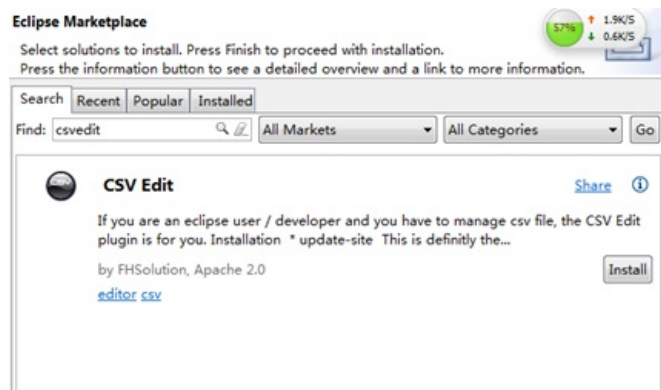 Eclipse Marketplace
57% 1.9K/S
0.6K/S
Select solutions to install. Press Finish to proceed with installation.
Press the information button to see a detailed overview and a link to more information.
Search Recent Popular Installed
Find: csvedit All Markets All Categories Go
CSV Edit Share
If you are an eclipse user / developer and you have to manage csv file, the CSV Edit
plugin is for you. Installation * update-site This is definitly the...
by FHSolution, Apache 2.0 Install
editor csv